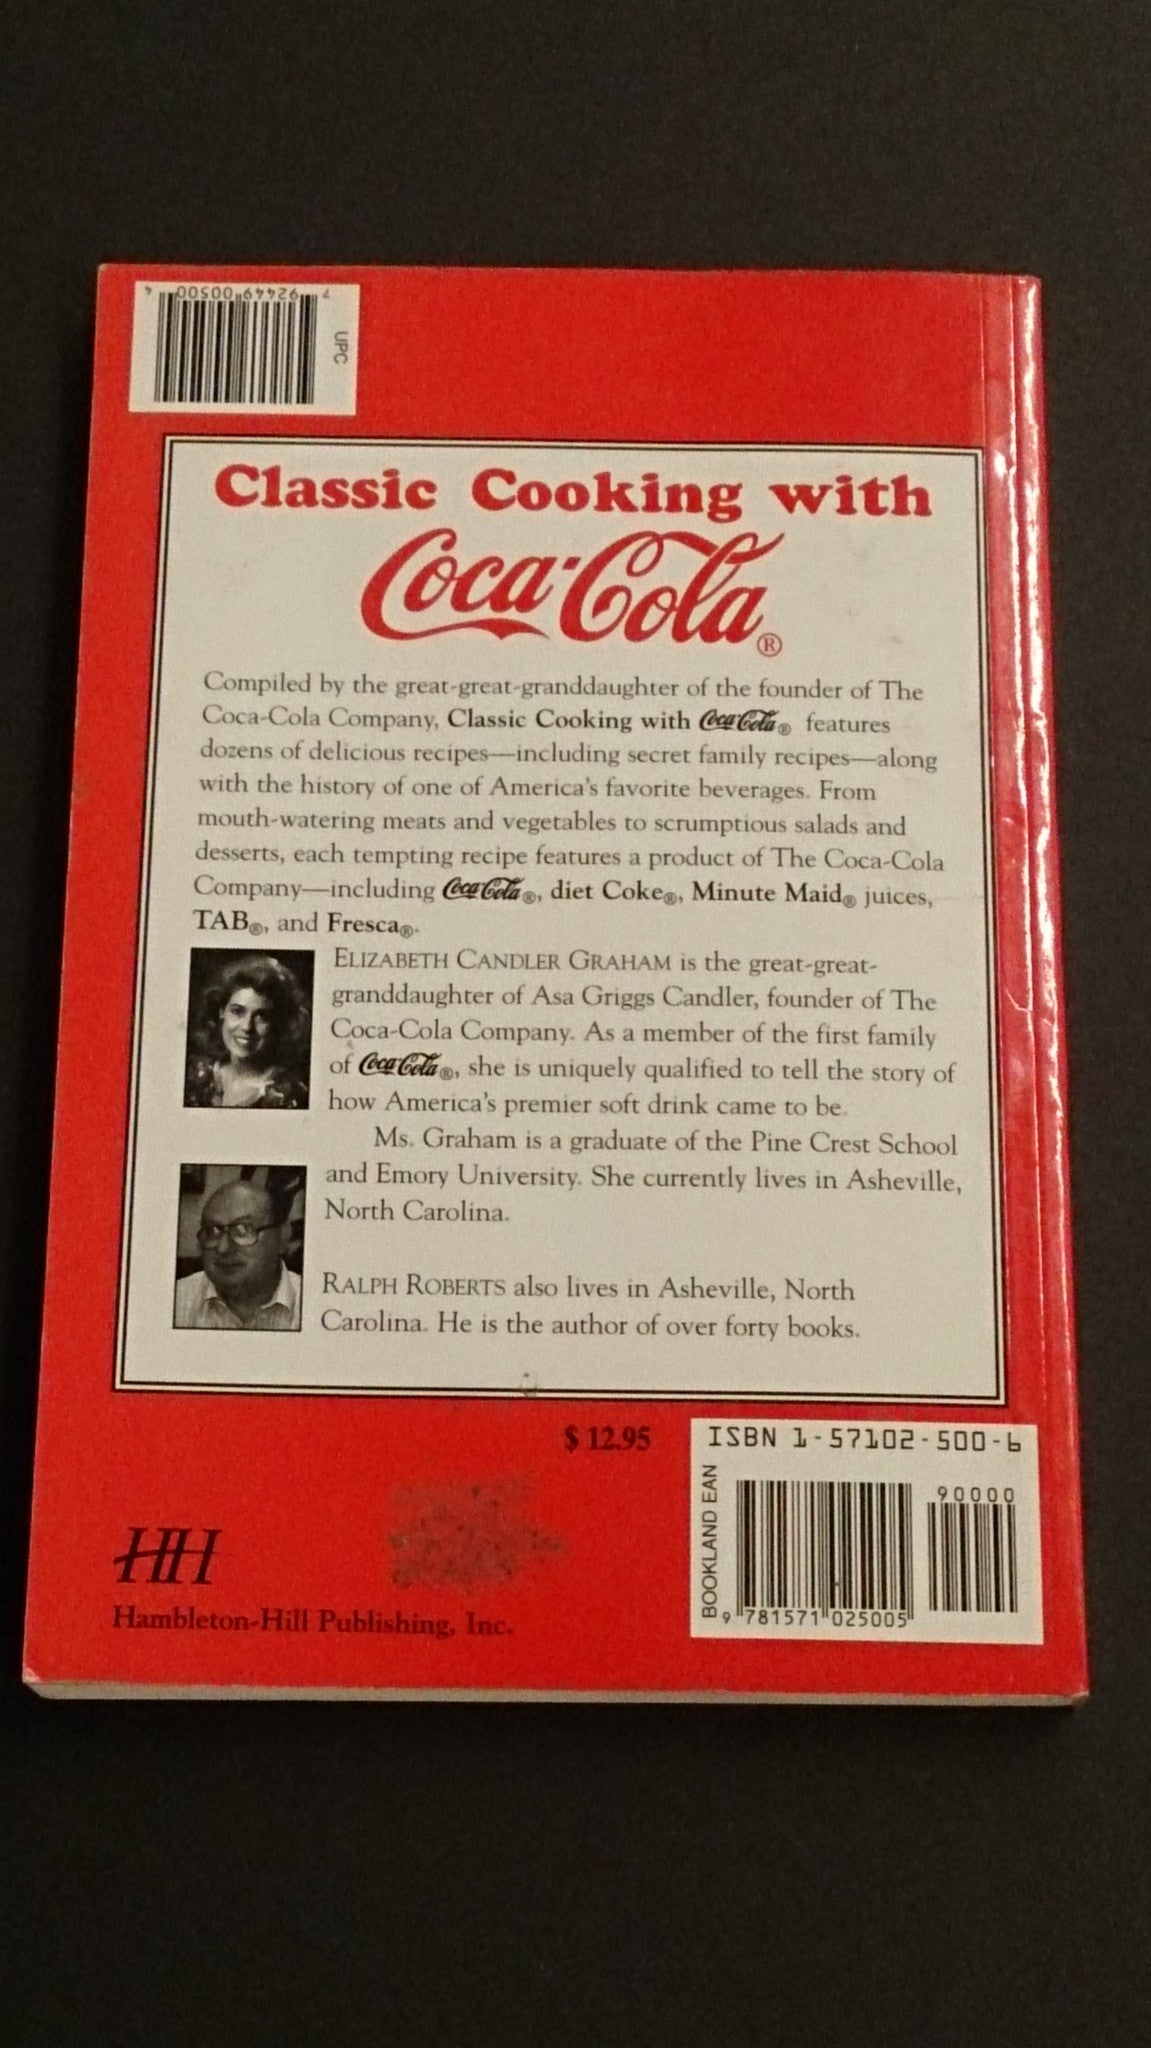 7 92449 00500 4
UPC
Classic Cooking with
Coca-Cola®
Compiled by the great-great-granddaughter of the founder of The
Coca-Cola Company, Classic Cooking with Coca-Cola® features
dozens of delicious recipes—including secret family recipes—along
with the history of one of America's favorite beverages. From
mouth-watering meats and vegetables to scrumptious salads and
desserts, each tempting recipe features a product of The Coca-Cola
Company—including Coca-Cola®, diet Coke®, Minute Maid® juices,
TAB®, and Fresca®.
ELIZABETH CANDLER GRAHAM is the great-great-
granddaughter of Asa Griggs Candler, founder of The
Coca-Cola Company. As a member of the first family
of Coca-Cola®, she is uniquely qualified to tell the story of
how America's premier soft drink came to be.
Ms. Graham is a graduate of the Pine Crest School
and Emory University. She currently lives in Asheville,
North Carolina.
RALPH ROBERTS also lives in Asheville, North
Carolina. He is the author of over forty books.
$ 12.95
ISBN 1-57102-500-6
BOOKLAND EAN
90000
9 781571 025005
HH
Hambleton-Hill Publishing, Inc.